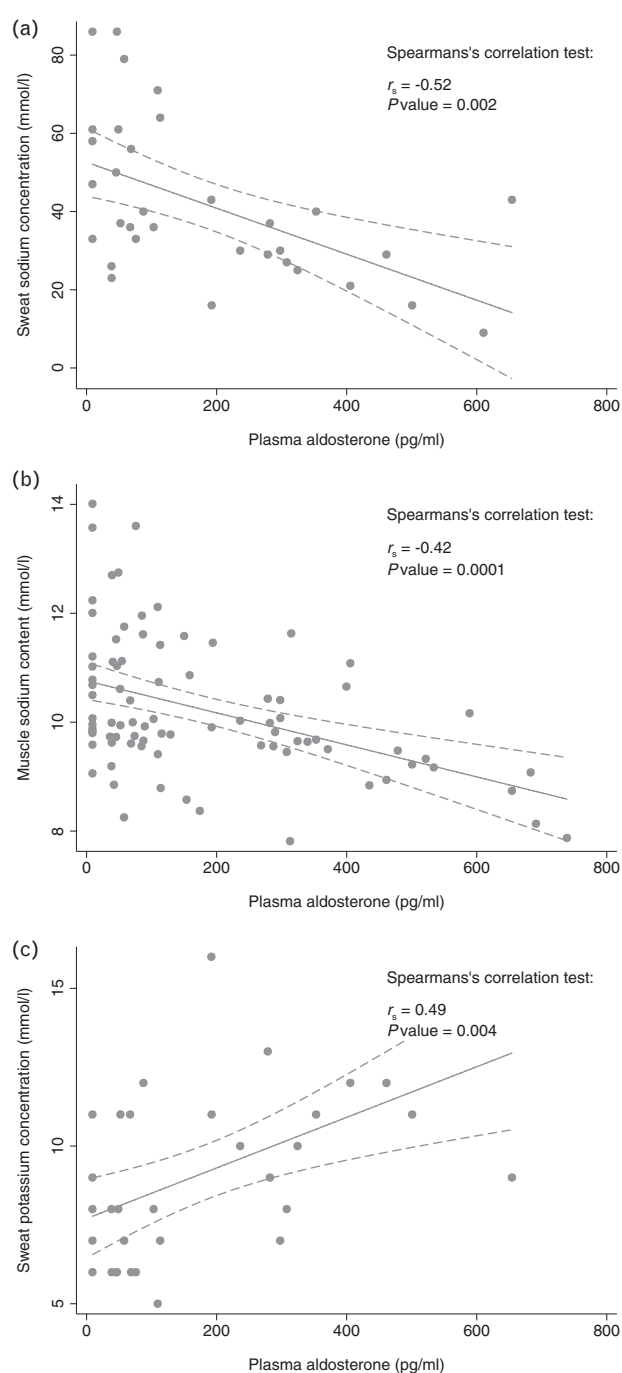 (a)
Spearmans's correlation test:
rs = -0.52
P value = 0.002
Sweat sodium concentration (mmol/l)
80
60
40
20
0
0 200 400 600 800
Plasma aldosterone (pg/ml)
(b)
Spearmans's correlation test:
rs = -0.42
P value = 0.0001
Muscle sodium content (mmol/l)
14
12
10
8
0 200 400 600 800
Plasma aldosterone (pg/ml)
(c)
Spearmans's correlation test:
rs = 0.49
P value = 0.004
Sweat potassium concentration (mmol/l)
15
10
5
0 200 400 600 800
Plasma aldosterone (pg/ml)